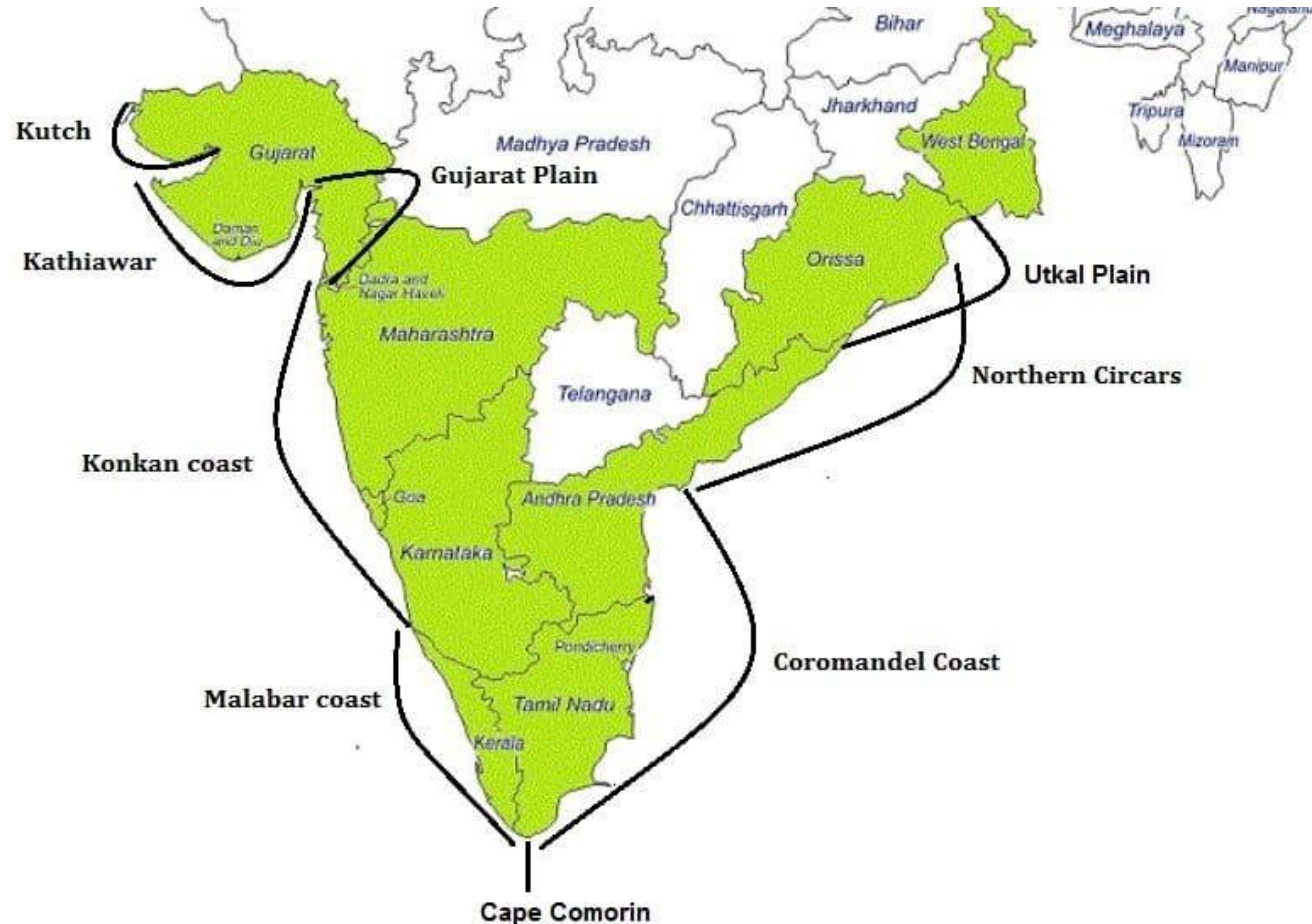 Bihar
Meghalaya
Manipur
Jharkhand
Tripura
Mizoram
Kutch
Gujarat
Madhya Pradesh
West Bengal
Gujarat Plain
Chhattisgarh
Daman
and Diu
Kathiawar
Orissa
Utkal Plain
Dadra and
Nagar Haveli
Maharashtra
Northern Circars
Telangana
Konkan coast
Goa
Andhra Pradesh
Karnataka
Pondicherry
Coromandel Coast
Malabar coast
Tamil Nadu
Kerala
Cape Comorin